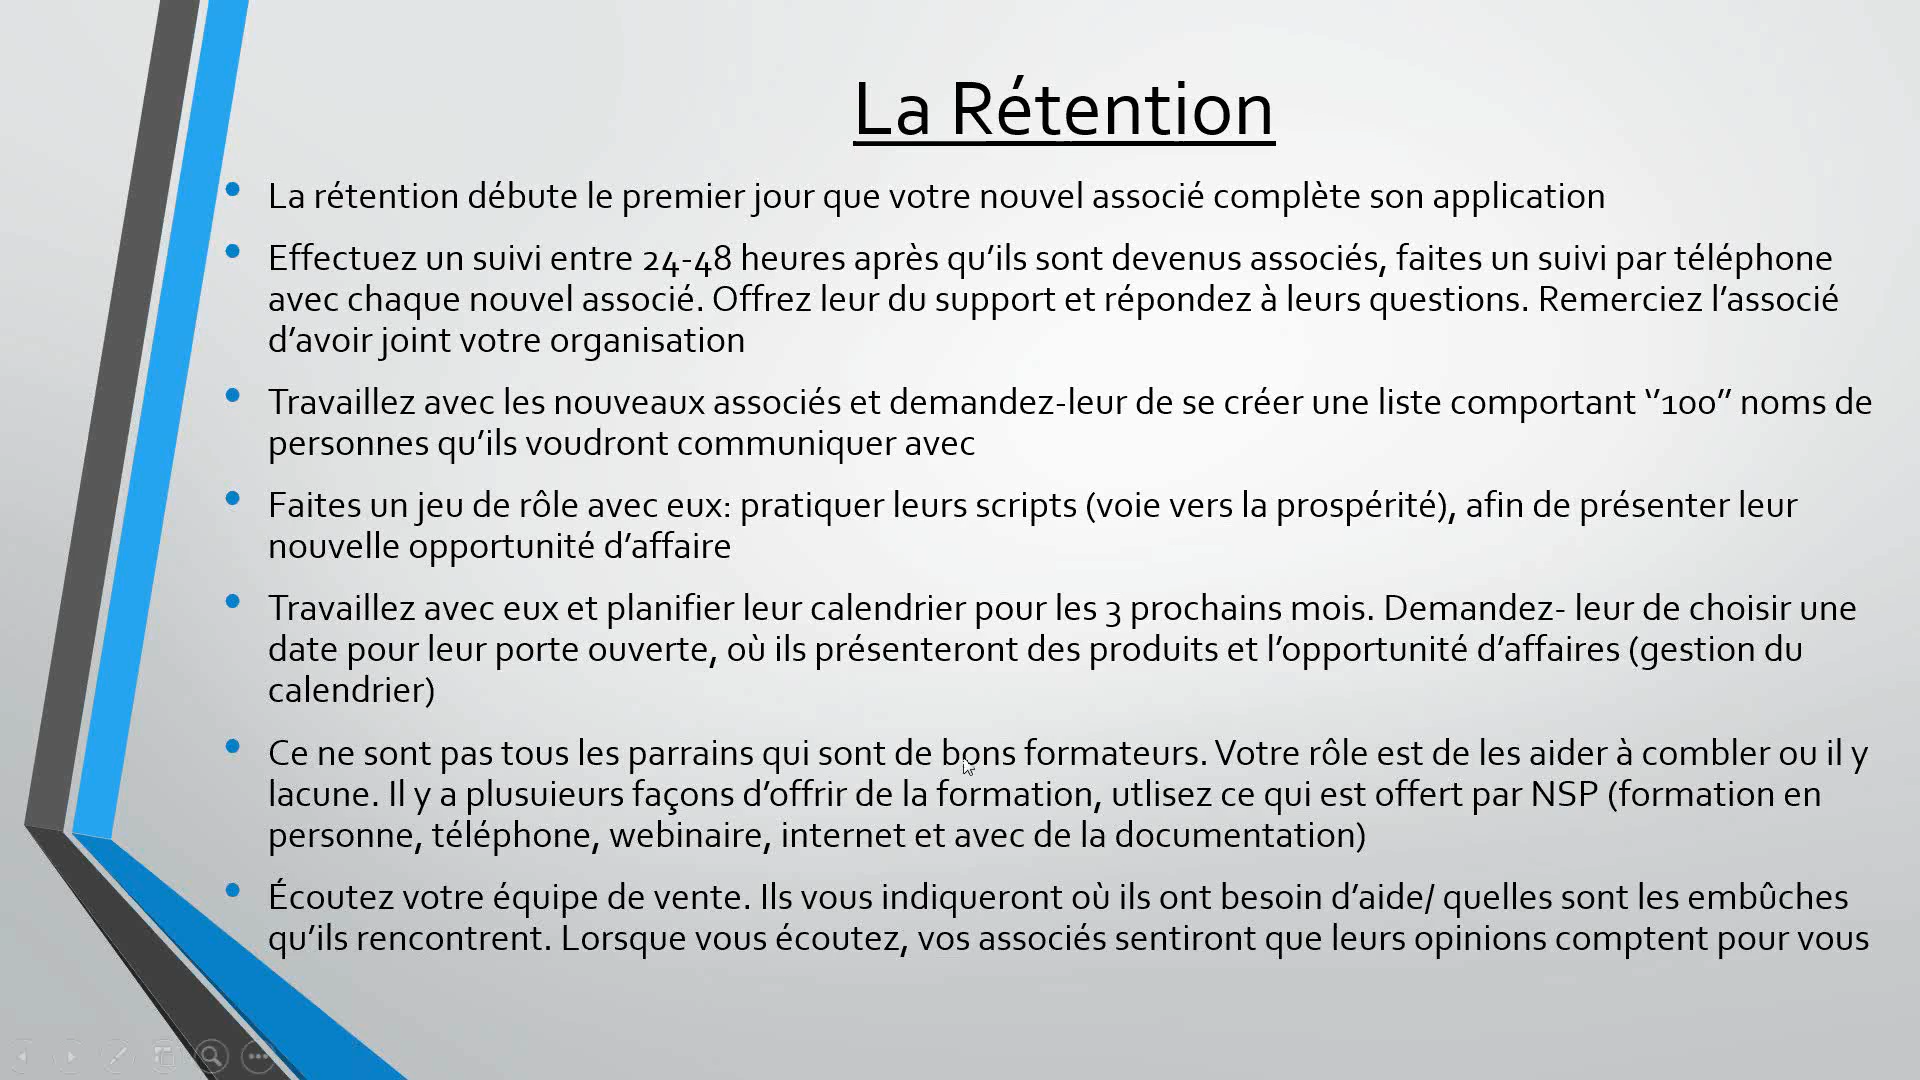 La Rétention
La rétention débute le premier jour que votre nouvel associé complète son application
Effectuez un suivi entre 24-48 heures après qu’ils sont devenus associés, faites un suivi par téléphone
avec chaque nouvel associé. Offrez leur du support et répondez à leurs questions. Remerciez l’associé
d’avoir joint votre organisation
Travaillez avec les nouveaux associés et demandez-leur de se créer une liste comportant ‘’100’’ noms de
personnes qu’ils voudront communiquer avec
Faites un jeu de rôle avec eux: pratiquer leurs scripts (voie vers la prospérité), afin de présenter leur
nouvelle opportunité d’affaire
Travaillez avec eux et planifier leur calendrier pour les 3 prochains mois. Demandez- leur de choisir une
date pour leur porte ouverte, où ils présenteront des produits et l’opportunité d’affaires (gestion du
calendrier)
Ce ne sont pas tous les parrains qui sont de bons formateurs. Votre rôle est de les aider à combler ou il y
lacune. Il y a plusuieurs façons d’offrir de la formation, utlisez ce qui est offert par NSP (formation en
personne, téléphone, webinaire, internet et avec de la documentation)
Écoutez votre équipe de vente. Ils vous indiqueront où ils ont besoin d’aide/ quelles sont les embûches
qu’ils rencontrent. Lorsque vous écoutez, vos associés sentiront que leurs opinions comptent pour vous